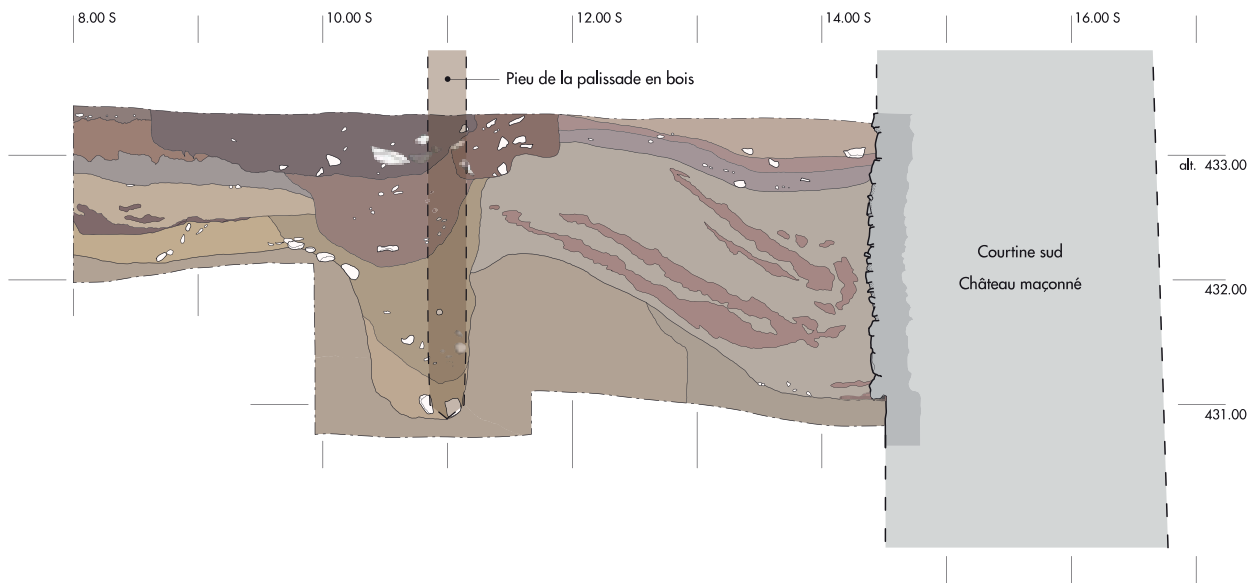 8.00 S
10.00 S
12.00 S
14.00 S
16.00 S
Pieu de la palissade en bois
alt. 433.00
Courtine sud
Château maçonné
432.00
431.00